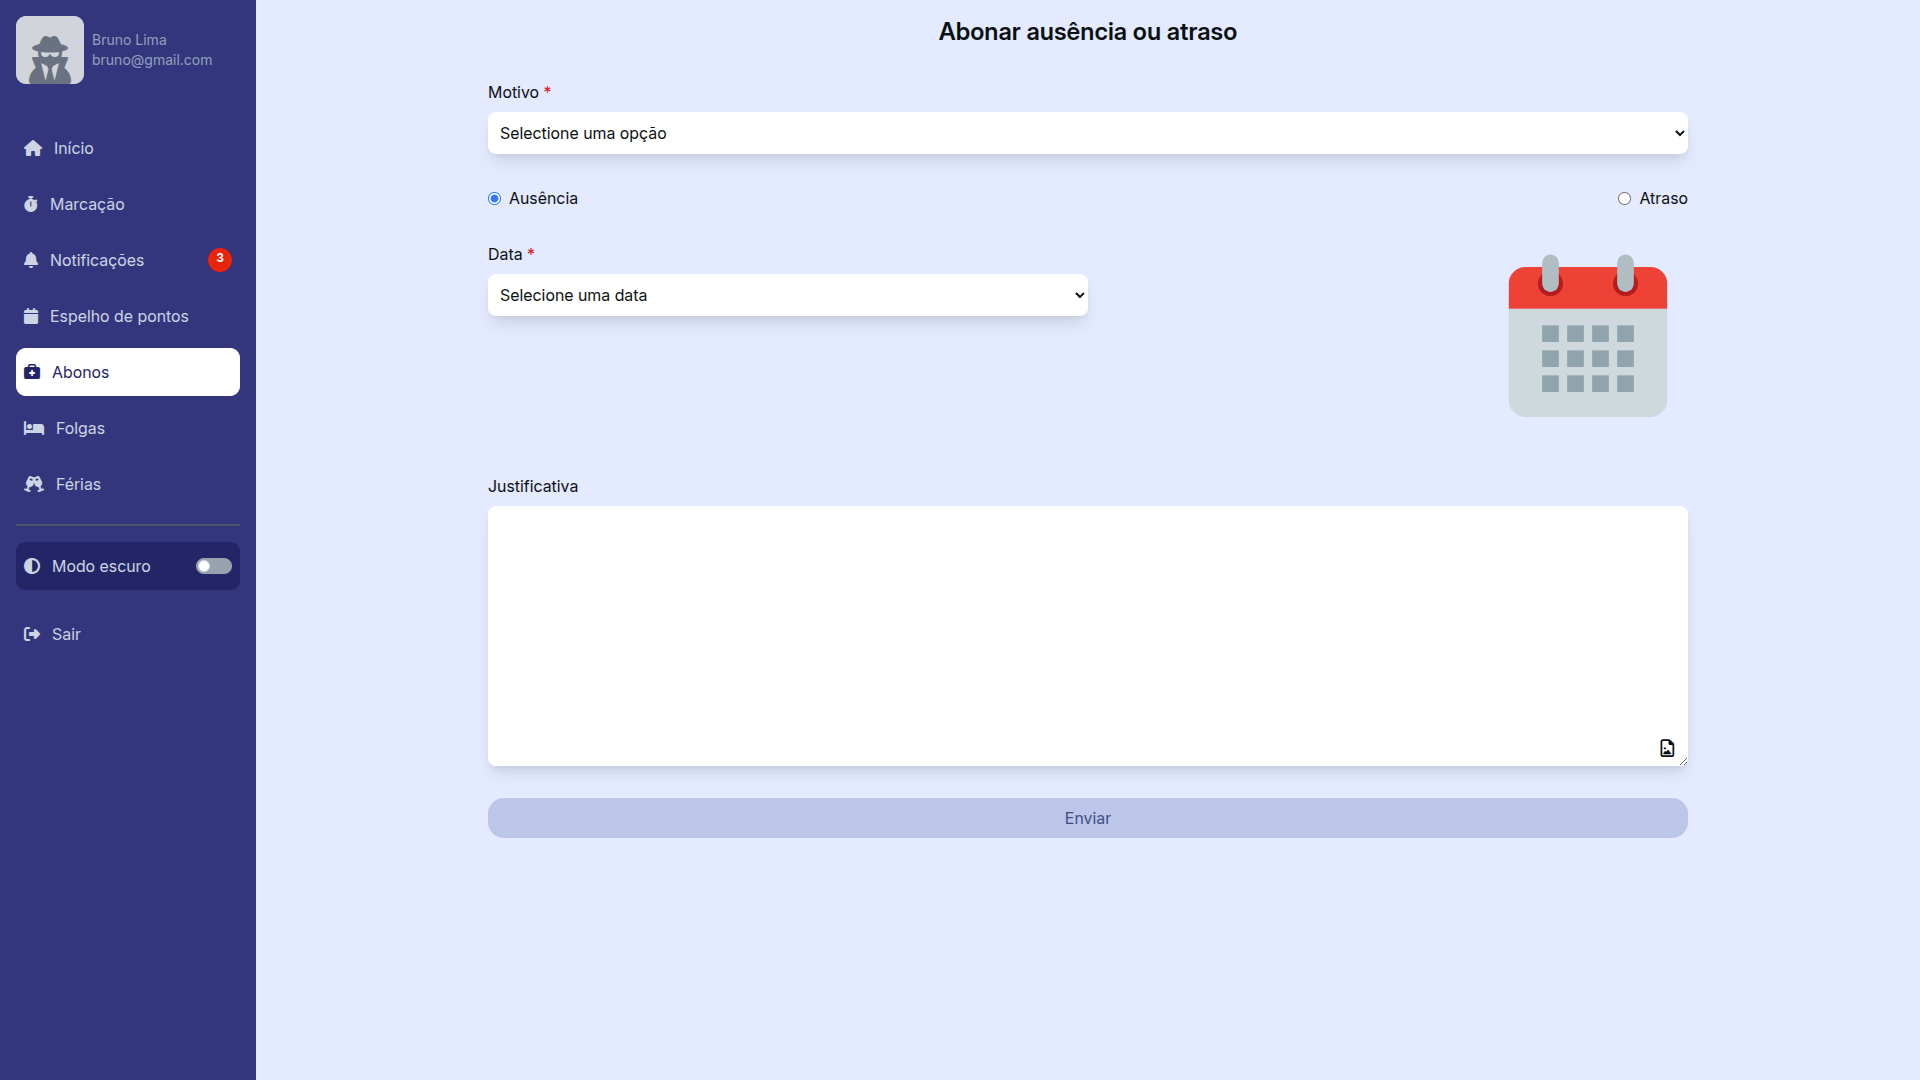 Bruno Lima
bruno@gmail.com
Início
Marcação
Notificações 3
Espelho de pontos
Abonos
Folgas
Férias
Modo escuro
Sair
Abonar ausência ou atraso
Motivo *
Selectione uma opção
Ausência
Atraso
Data *
Selecione uma data
Justificativa
Enviar